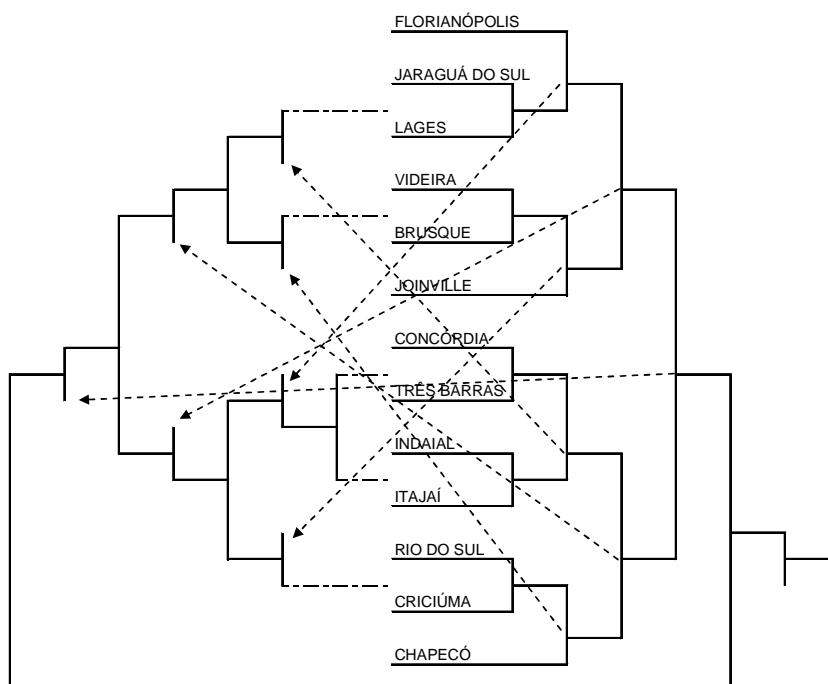 FLORIANÓPOLIS
JARAGUÁ DO SUL
LAGES
VIDEIRA
BRUSQUE
JOINVILLE
CONCÓRDIA
TRÊS BARRAS
INDAIAL
ITAJAÍ
RIO DO SUL
CRICIÚMA
CHAPECÓ